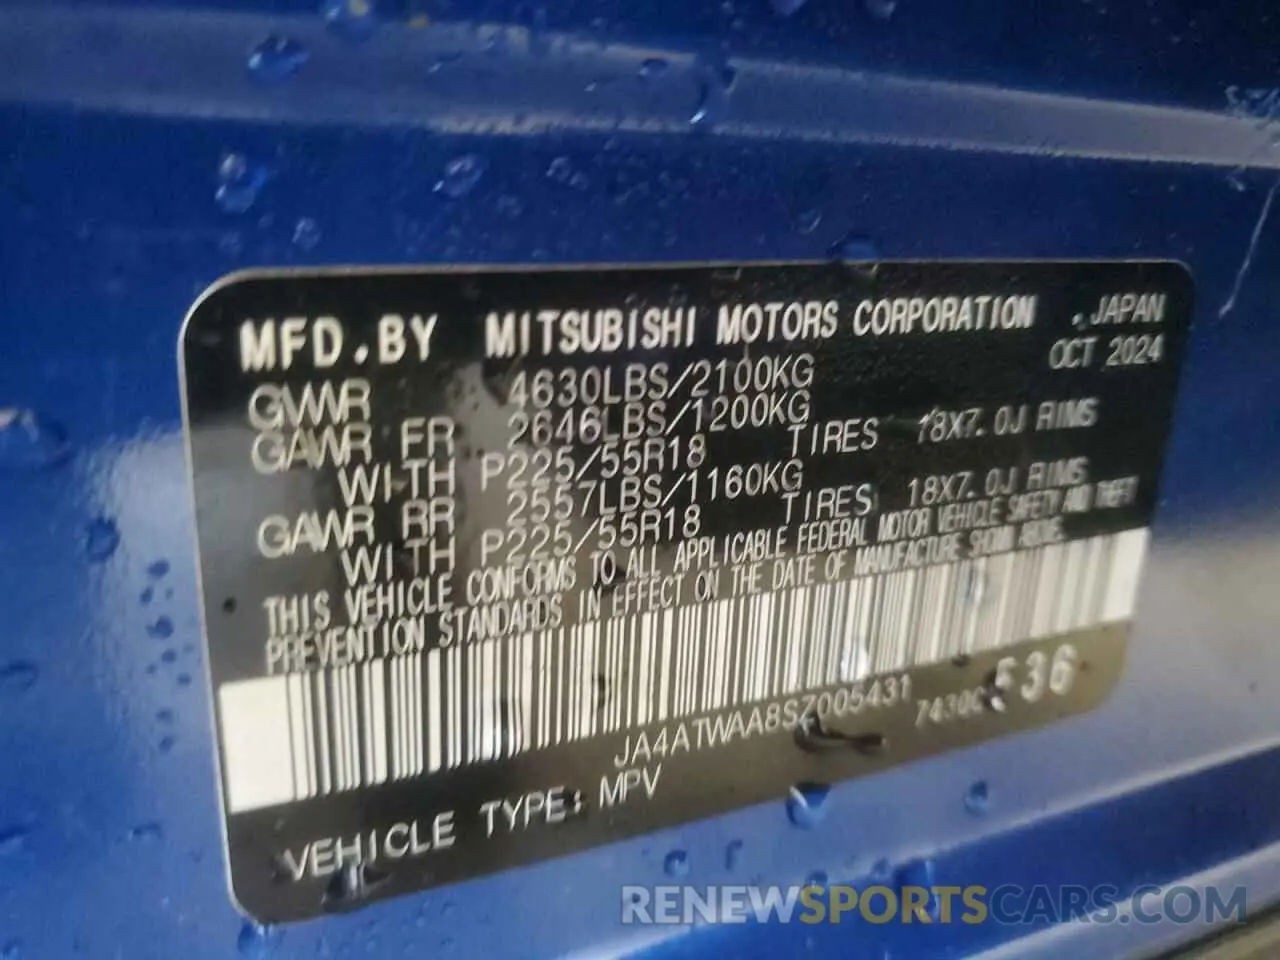 MFD.BY MITSUBISHI MOTORS CORPORATION JAPAN
OCT 2024
GVWR 4630LBS/2100KG
GAWR FR 2646LBS/1200KG
WITH P225/55R18 TIRES 18X7.0J RIMS
GAWR RR 2557LBS/1160KG
WITH P225/55R18 TIRES 18X7.0J RIMS
THIS VEHICLE CONFORMS TO ALL APPLICABLE FEDERAL MOTOR VEHICLE SAFETY AND THEFT
PREVENTION STANDARDS IN EFFECT ON THE DATE OF MANUFACTURE SHOWN ABOVE.
JA4ATWAA8SZ005431
536
VEHICLE TYPE: MPV
RENEWSPORTSCARS.COM